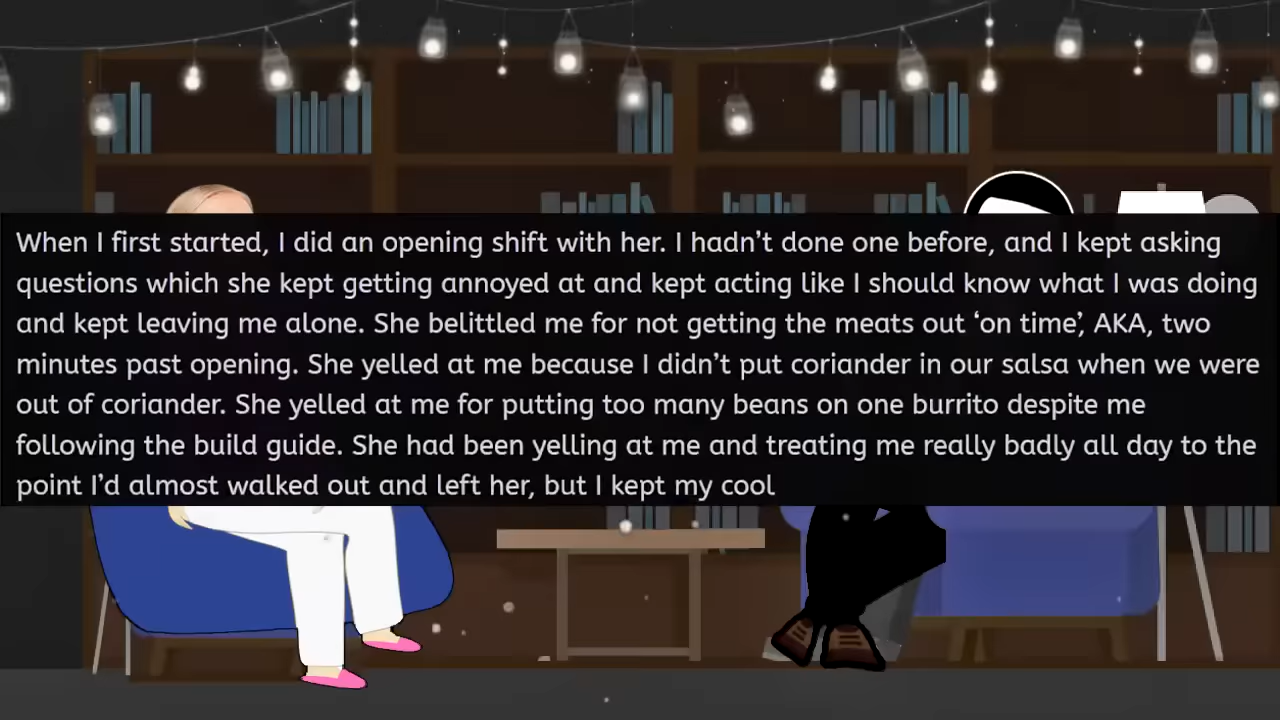 When I first started, I did an opening shift with her. I hadn’t done one before, and I kept asking
questions which she kept getting annoyed at and kept acting like I should know what I was doing
and kept leaving me alone. She belittled me for not getting the meats out ‘on time’, AKA, two
minutes past opening. She yelled at me because I didn’t put coriander in our salsa when we were
out of coriander. She yelled at me for putting too many beans on one burrito despite me
following the build guide. She had been yelling at me and treating me really badly all day to the
point I’d almost walked out and left her, but I kept my cool